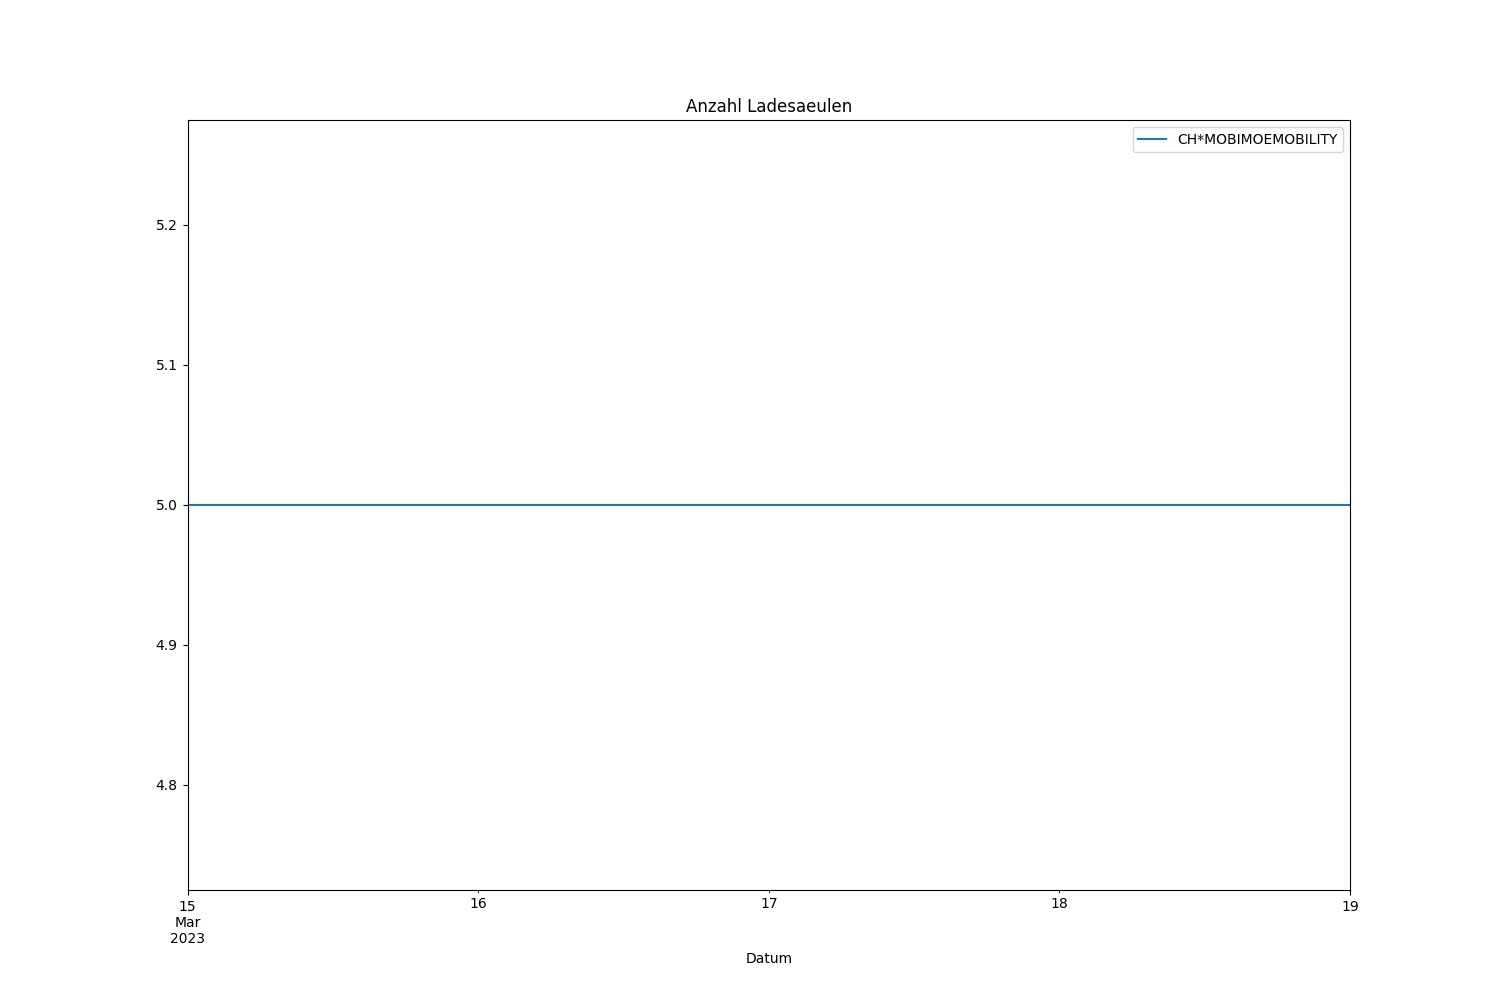 Anzahl Ladesaeulen
CH*MOBIMOEMOBILITY
5.2
5.1
5.0
4.9
4.8
15 16 17 18 19
Mar
2023
Datum